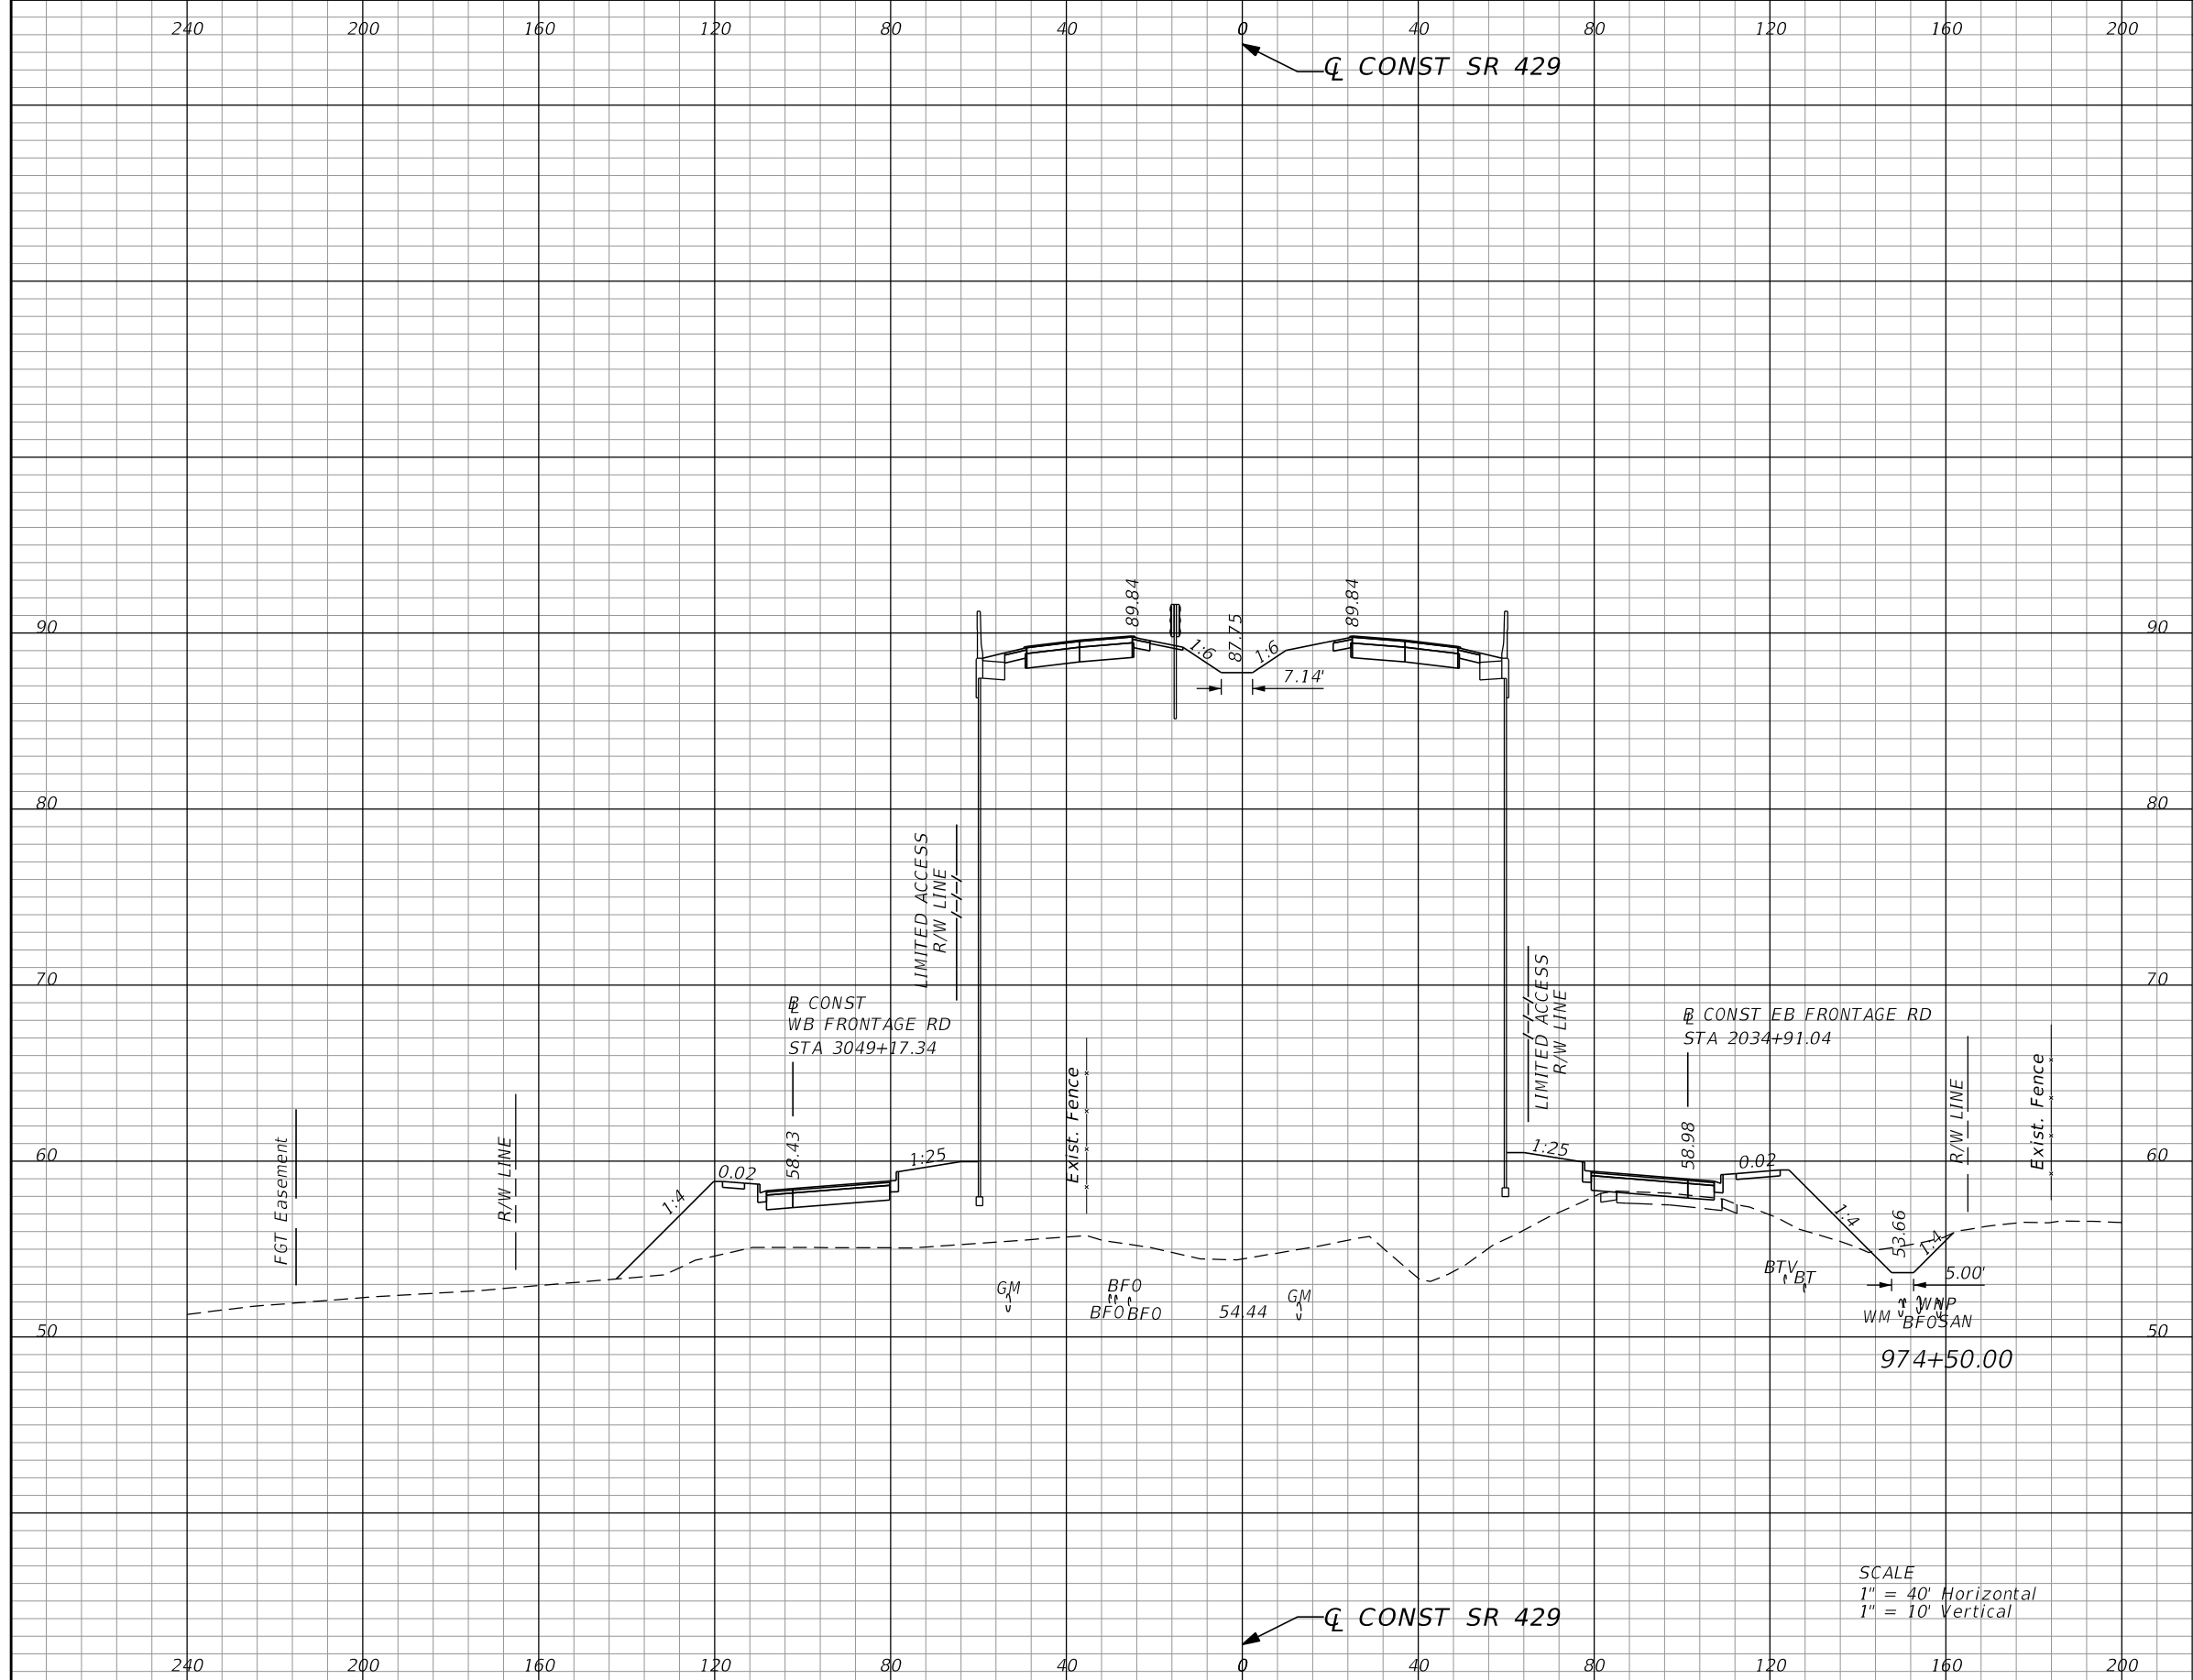 240 200 160 120 80 40 0 40 80 120 160 200
℄ CONST SR 429
89.84
87.75
89.84
90 90
1:6 1:6
7.14'
80 80
LIMITED ACCESS
R/W LINE
70 70
LIMITED ACCESS
R/W LINE
BL CONST
WB FRONTAGE RD
STA 3049+17.34
BL CONST EB FRONTAGE RD
STA 2034+91.04
FGT Easement
R/W LINE
58.43
Exist. Fence
58.98
R/W LINE
Exist. Fence
60 60
1:4
0.02
1:25
1:25
0.02
1:4
53.66
1:4
5.00'
GM
BFO
BFO BFO
54.44
GM
BTV
BT
WM
WNP
BFOSAN
50 50
974+50.00
SCALE
1" = 40' Horizontal
1" = 10' Vertical
℄ CONST SR 429
240 200 160 120 80 40 0 40 80 120 160 200